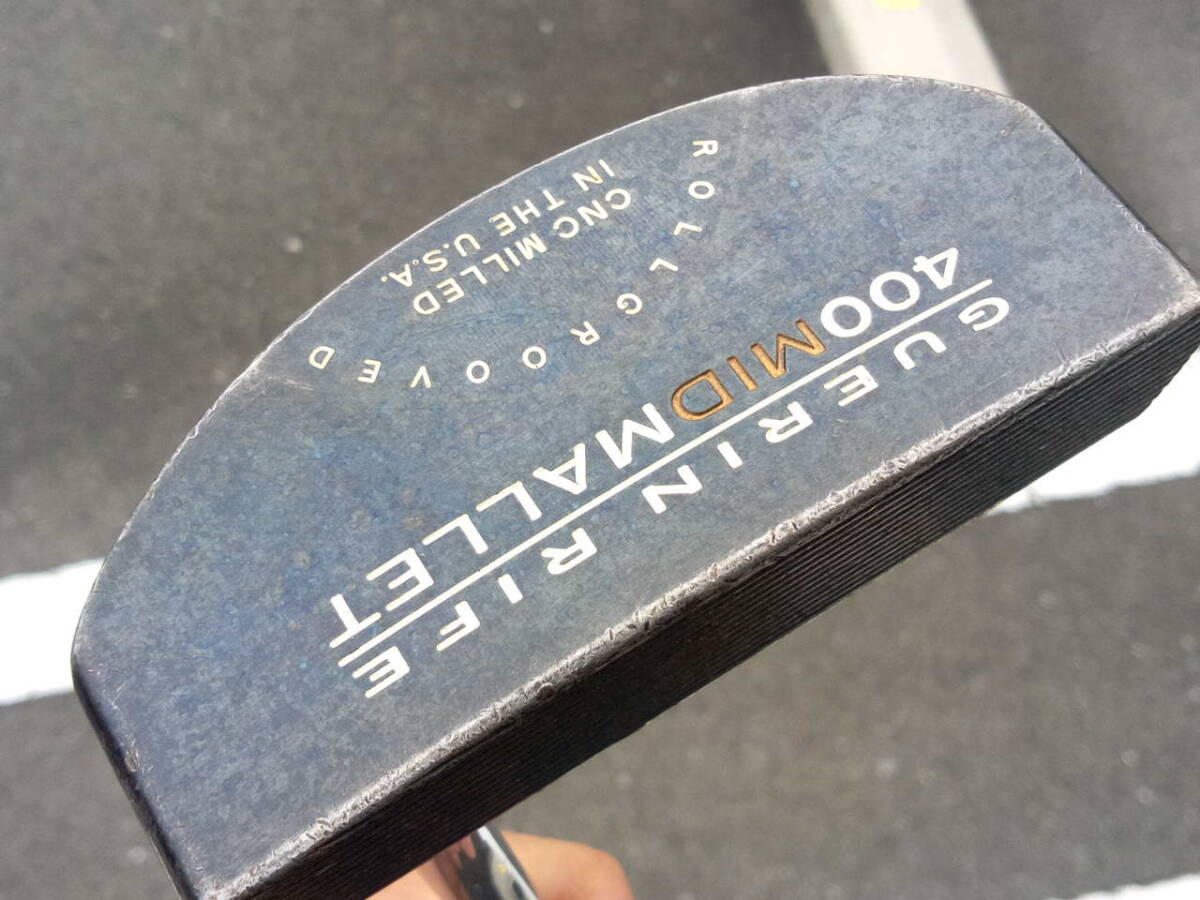 GUERIN RIFE
400MIDMALLET
ROLL GROOVED
CNC MILLED
IN THE U.S.A.